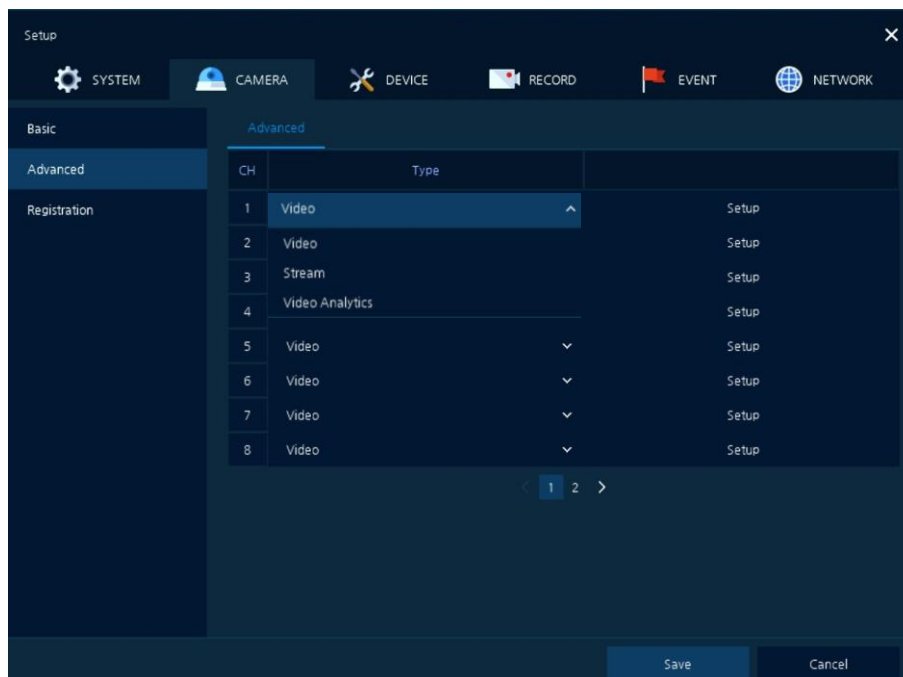 Setup
SYSTEM CAMERA DEVICE RECORD EVENT NETWORK
Basic
Advanced
Registration
Advanced
CH Type
1 Video Setup
2 Video Setup
3 Stream Setup
4 Video Analytics Setup
5 Video Setup
6 Video Setup
7 Video Setup
8 Video Setup
1 2
Save Cancel